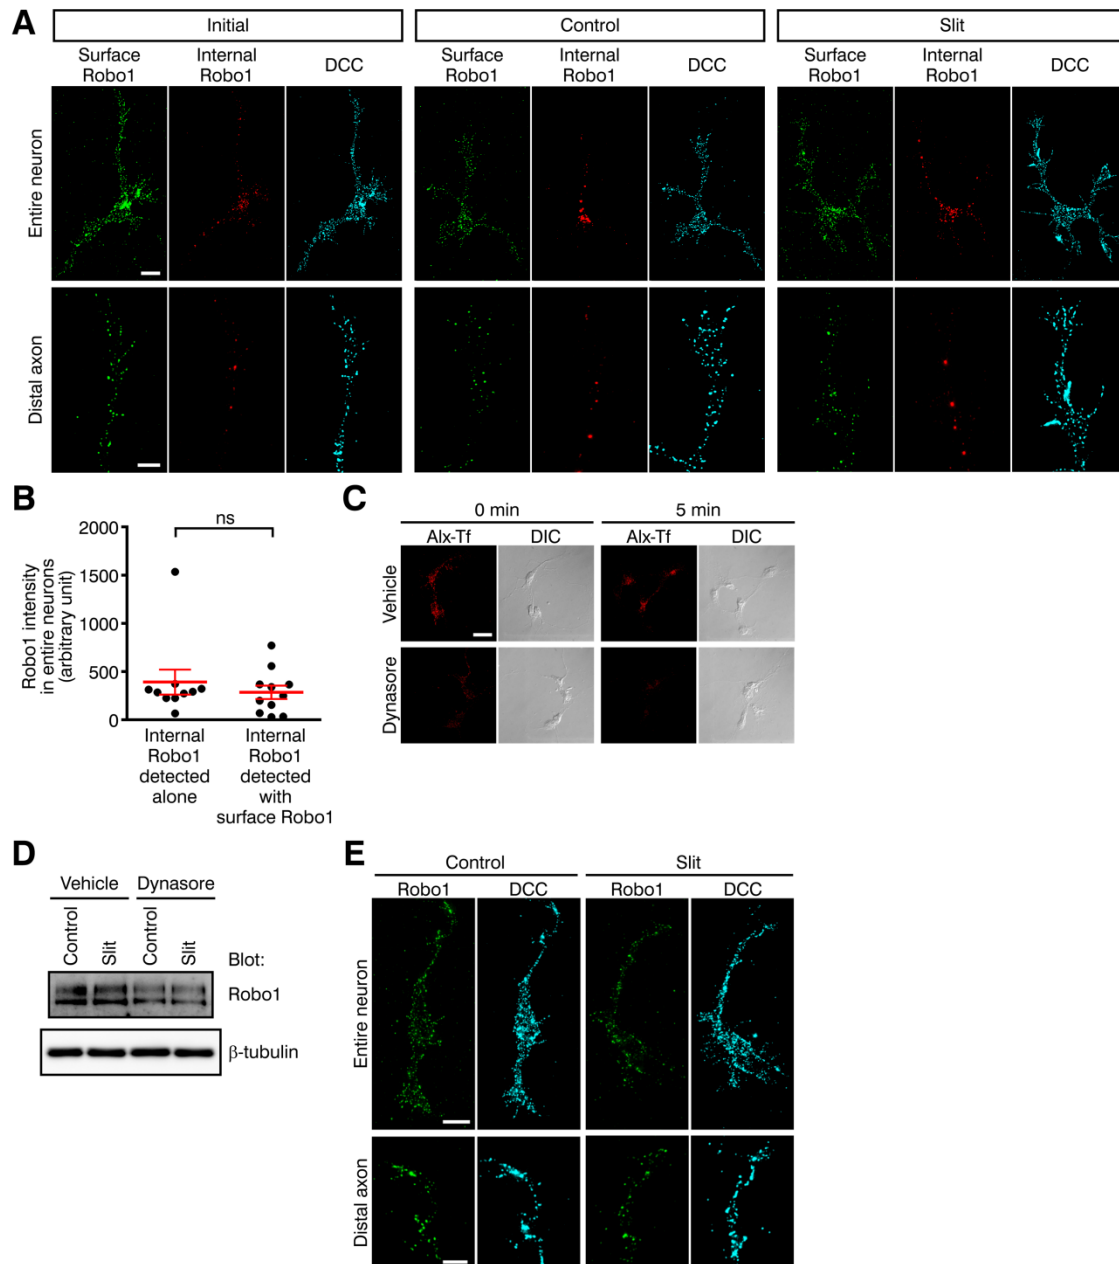 A
Initial
Control
Slit
Surface Robo1
Internal Robo1
DCC
Surface Robo1
Internal Robo1
DCC
Surface Robo1
Internal Robo1
DCC
Entire neuron
Distal axon
B
Robo1 intensity
in entire neurons
(arbitrary unit)
2000
1500
1000
500
0
ns
Internal
Robo1
detected
alone
Internal
Robo1
detected
with
surface Robo1
C
0 min
5 min
Alx-Tf
DIC
Alx-Tf
DIC
Vehicle
Dynasore
D
Vehicle
Dynasore
Control
Slit
Control
Slit
Blot:
Robo1
β-tubulin
E
Control
Slit
Robo1
DCC
Robo1
DCC
Entire neuron
Distal axon